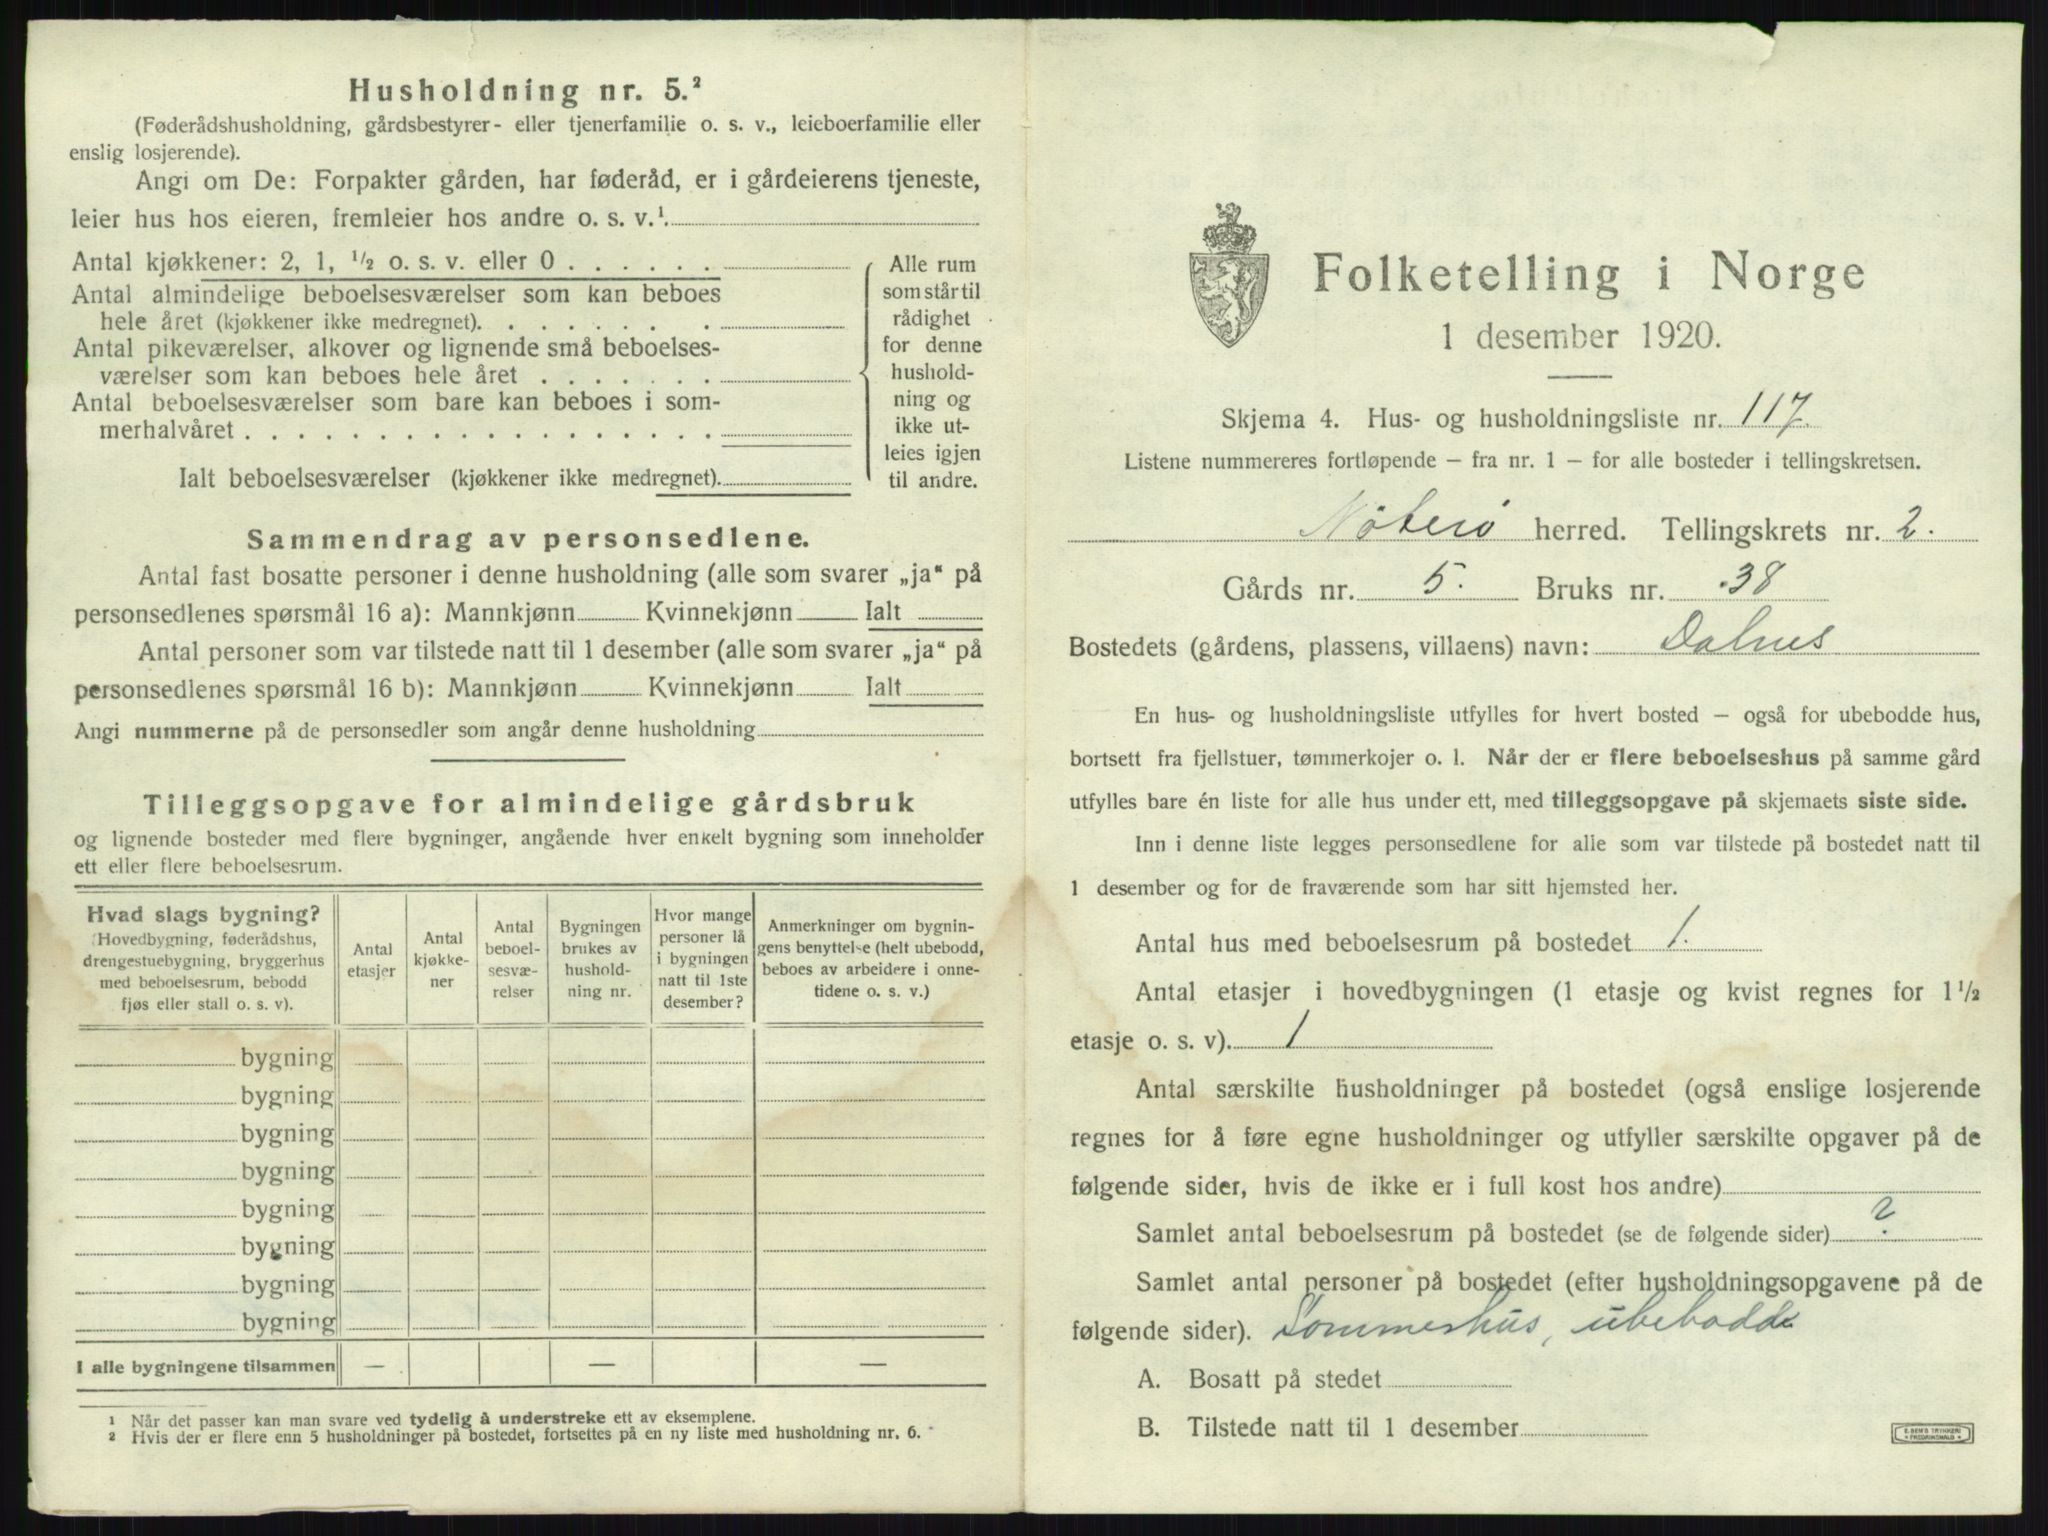 Husholdning nr. 5.²
(Føderådshusholdning, gårdsbestyrer- eller tjenerfamilie o. s. v., leieboerfamilie eller
enslig losjerende).
Angi om De: Forpakter gården, har føderåd, er i gårdeierens tjeneste,
leier hus hos eieren, fremleier hos andre o. s. v.¹
Antal kjøkkener: 2, 1, ½ o. s. v. eller 0 . . . . . .
Antal almindelige beboelsesværelser som kan beboes
hele året (kjøkkener ikke medregnet). . . . . . . .
Antal pikeværelser, alkover og lignende små beboelses-
værelser som kan beboes hele året . . . . . . .
Antal beboelsesværelser som bare kan beboes i som-
merhalvåret . . . . . . . . . . . . . . . . . .
Ialt beboelsesværelser (kjøkkener ikke medregnet).
Alle rum
som står til
rådighet
for denne
hushold-
ning og
ikke ut-
leies igjen
til andre.
Sammendrag av personsedlene.
Antal fast bosatte personer i denne husholdning (alle som svarer „ja“ på
personsedlenes spørsmål 16 a): Mannkjønn Kvinnekjønn Ialt
Antal personer som var tilstede natt til 1 desember (alle som svarer „ja“ på
personsedlenes spørsmål 16 b): Mannkjønn Kvinnekjønn Ialt
Angi nummerne på de personsedler som angår denne husholdning
Tilleggsopgave for almindelige gårdsbruk
og lignende bosteder med flere bygninger, angående hver enkelt bygning som inneholder
ett eller flere beboelsesrum.
Hvad slags bygning?
(Hovedbygning, føderådshus,
drengestuebygning, bryggerhus
med beboelsesrum, bebodd
fjøs eller stall o. s. v).
Antal
etasjer
Antal
kjøkke-
ner
Antal
beboel-
sesvæ-
relser
Bygningen
brukes av
hushold-
ning nr.
Hvor mange
personer lå
i bygningen
natt til 1ste
desember?
Anmerkninger om bygnin-
gens benyttelse (helt ubebodd,
beboes av arbeidere i onne-
tidene o. s. v.)
bygning
bygning
bygning
bygning
bygning
bygning
bygning
bygning
I alle bygningene tilsammen — — —
¹ Når det passer kan man svare ved tydelig å understreke ett av eksemplene.
² Hvis der er flere enn 5 husholdninger på bostedet, fortsettes på en ny liste med husholdning nr. 6.
Folketelling i Norge
1 desember 1920.
Skjema 4. Hus- og husholdningsliste nr. 117.
Listene nummereres fortløpende – fra nr. 1 – for alle bosteder i tellingskretsen.
Nøterø herred. Tellingskrets nr. 2.
Gårds nr. 5. Bruks nr. 38
Bostedets (gårdens, plassens, villaens) navn: Dalnes
En hus- og husholdningsliste utfylles for hvert bosted – også for ubebodde hus,
bortsett fra fjellstuer, tømmerkojer o. l. Når der er flere beboelseshus på samme gård
utfylles bare én liste for alle hus under ett, med tilleggsopgave på skjemaets siste side.
Inn i denne liste legges personsedlene for alle som var tilstede på bostedet natt til
1 desember og for de fraværende som har sitt hjemsted her.
Antal hus med beboelsesrum på bostedet 1.
Antal etasjer i hovedbygningen (1 etasje og kvist regnes for 1 ½
etasje o. s. v). 1
Antal særskilte husholdninger på bostedet (også enslige losjerende
regnes for å føre egne husholdninger og utfyller særskilte opgaver på de
følgende sider, hvis de ikke er i full kost hos andre)
Samlet antal beboelsesrum på bostedet (se de følgende sider) ?
Samlet antal personer på bostedet (efter husholdningsopgavene på de
følgende sider). Sommerhus, ubebodd
A. Bosatt på stedet
B. Tilstede natt til 1 desember